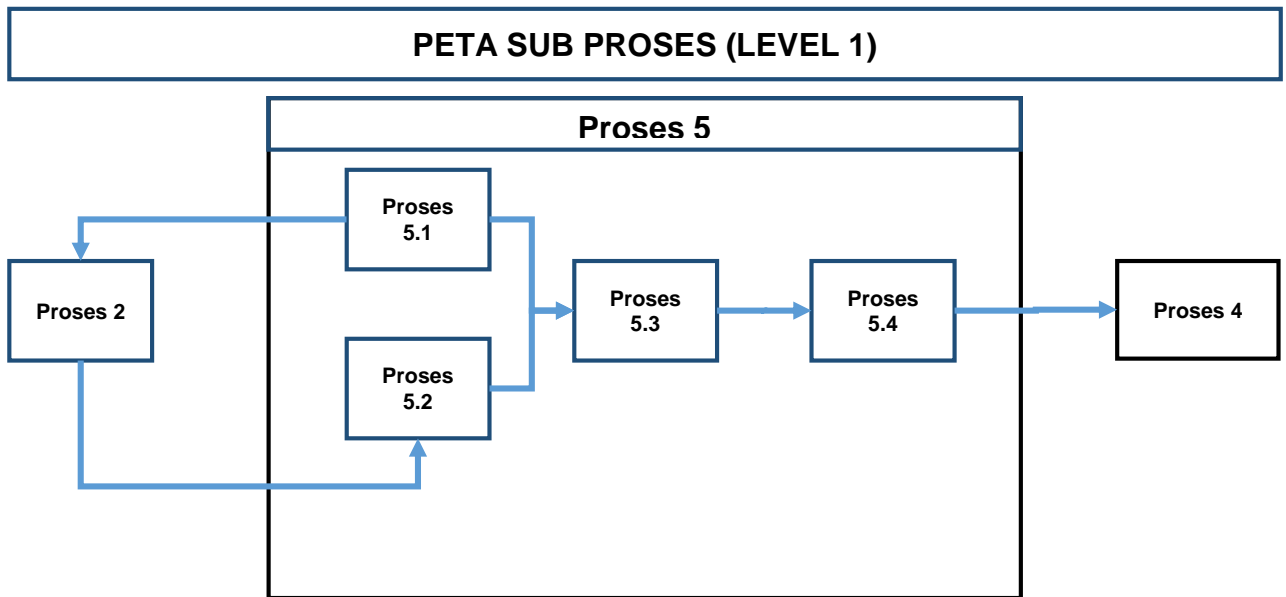 PETA SUB PROSES (LEVEL 1)
Proses 5
Proses
5.1
Proses 2
Proses
5.3
Proses
5.4
Proses 4
Proses
5.2